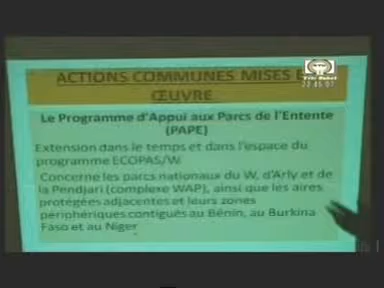 ACTIONS COMMUNES MISES E
ŒUVRE
Le Programme d'Appui aux Parcs de l'Entente
(PAPE)
Extension dans le temps et dans l'espace du
programme ECOPAS/W
Concerne les parcs nationaux du W, d'Arly et de
la Pendjari (complexe WAP), ainsi que les aires
protégées adjacentes et leurs zones
périphériques contiguës au Bénin, au Burkina
Faso et au Niger